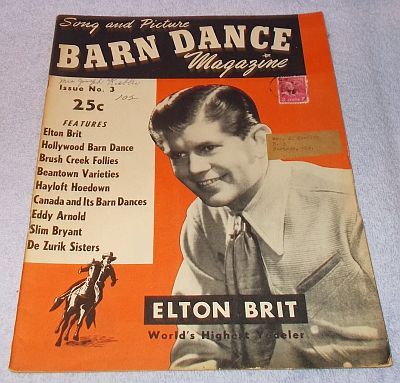 Song and Picture
BARN DANCE
Magazine
Issue No. 3
102
25c
FEATURES
Elton Brit
Hollywood Barn Dance
Brush Creek Follies
Beantown Varieties
Hayloft Hoedown
Canada and Its Barn Dances
Eddy Arnold
Slim Bryant
De Zurik Sisters
ELTON BRIT
World's Highest Yodeler